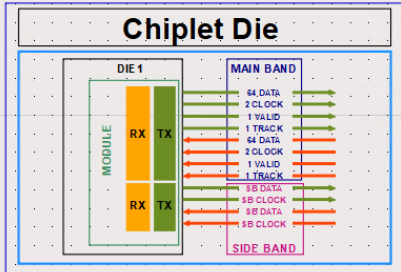 Chiplet Die
DIE 1
MAIN BAND
MODULE
RX TX
RX TX
64 DATA
2 CLOCK
1 VALID
1 TRACK
64 DATA
2 CLOCK
1 VALID
1 TRACK
SB DATA
SB CLOCK
SB DATA
SB CLOCK
SIDE BAND